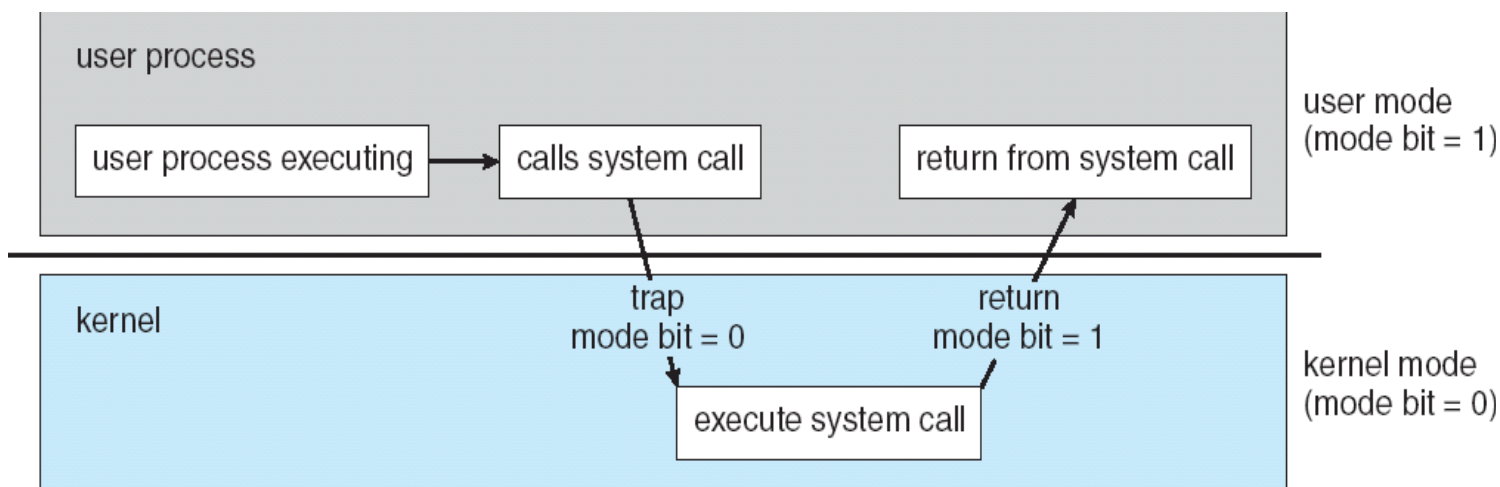 user process
user process executing
calls system call
return from system call
user mode
(mode bit = 1)
kernel
trap
mode bit = 0
return
mode bit = 1
execute system call
kernel mode
(mode bit = 0)